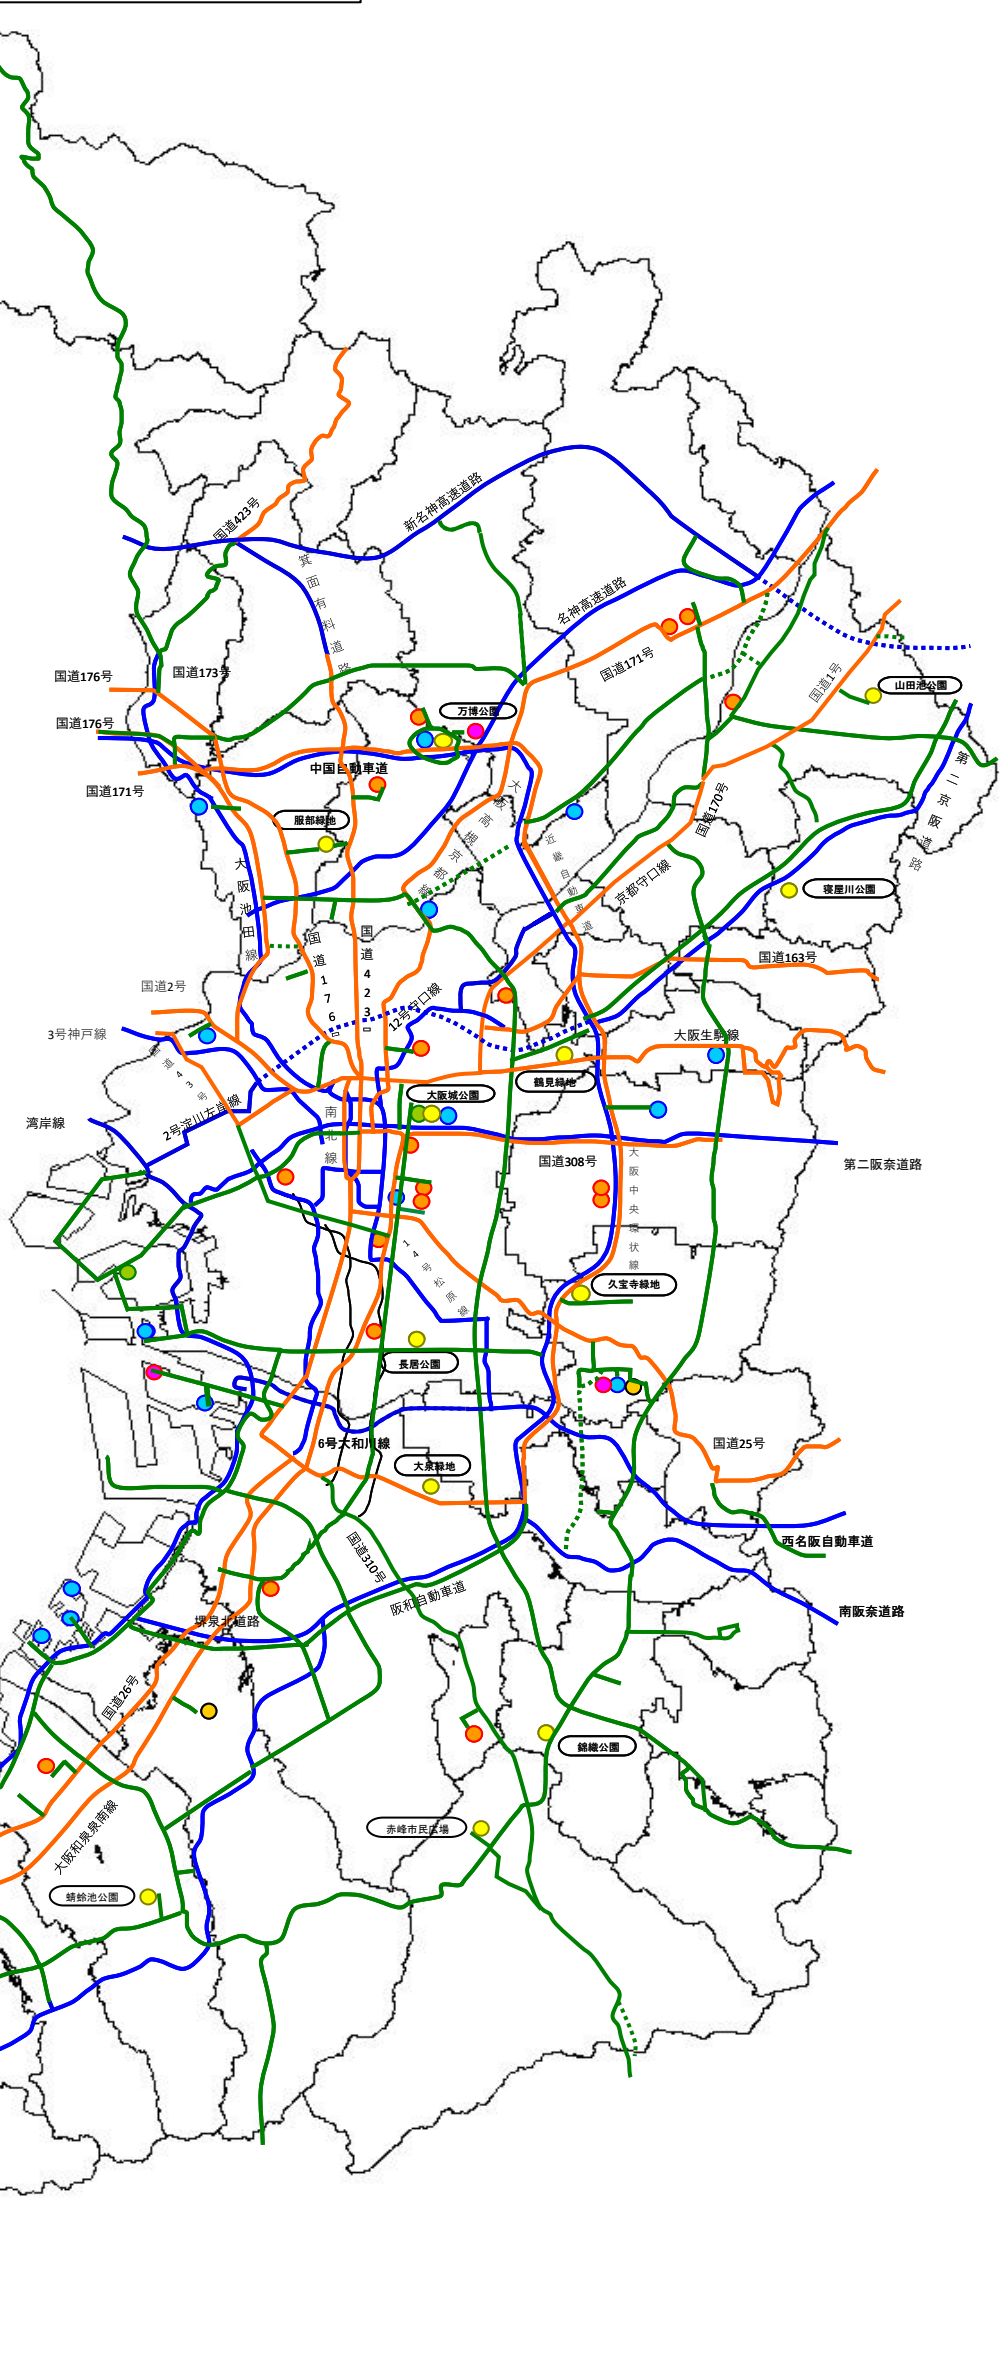 新名神高速道路
国道423号
箕面有料道路
名神高速道路
国道171号
国道176号
国道173号
国道1号
山田池公園
万博公園
国道176号
中国自動車道
第二京阪道路
国道171号
国道170号
服部緑地
大阪高槻京都線
近畿自動車道
大阪池田線
京都守口線
寝屋川公園
国道176号
国道423号
国道163号
国道2号
12号守口線
3号神戸線
大阪生駒線
国道43号
鶴見緑地
大阪城公園
2号淀川左岸線
湾岸線
南北線
国道308号
第二阪奈道路
大阪中央環状線
14号松原線
久宝寺緑地
長居公園
6号大和川線
国道25号
大泉緑地
国道310号
西名阪自動車道
阪和自動車道
南阪奈道路
堺泉北道路
国道26号
錦織公園
大阪和泉泉南線
赤峰市民広場
蜻蛉池公園